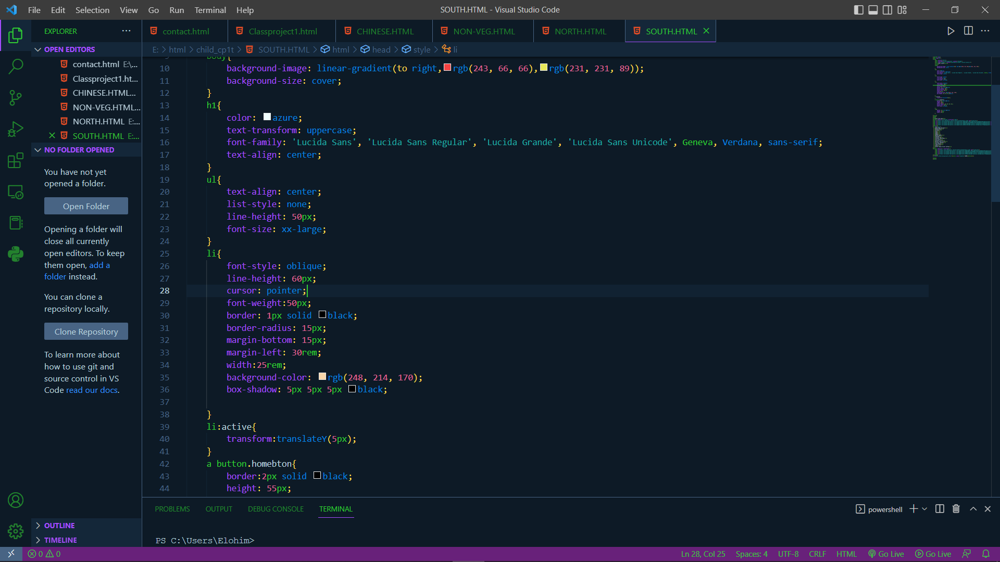 File Edit Selection View Go Run Terminal Help
SOUTH.HTML - Visual Studio Code
EXPLORER ···
OPEN EDITORS
contact.html E:\...
Classproject1.ht...
CHINESE.HTML...
NON-VEG.HTML...
NORTH.HTML E:...
SOUTH.HTML E:...
NO FOLDER OPENED
You have not yet
opened a folder.
Open Folder
Opening a folder will
close all currently
open editors. To keep
them open, add a
folder instead.
You can clone a
repository locally.
Clone Repository
To learn more about
how to use git and
source control in VS
Code read our docs.
OUTLINE
TIMELINE
contact.html Classproject1.html CHINESE.HTML NON-VEG.HTML NORTH.HTML SOUTH.HTML
E: > html > child_cp1t > SOUTH.HTML > html > head > style > li
9 body{
10 background-image: linear-gradient(to right,rgb(243, 66, 66),rgb(231, 231, 89));
11 background-size: cover;
12 }
13 h1{
14 color: azure;
15 text-transform: uppercase;
16 font-family: 'Lucida Sans', 'Lucida Sans Regular', 'Lucida Grande', 'Lucida Sans Unicode', Geneva, Verdana, sans-serif;
17 text-align: center;
18 }
19 ul{
20 text-align: center;
21 list-style: none;
22 line-height: 50px;
23 font-size: xx-large;
24 }
25 li{
26 font-style: oblique;
27 line-height: 60px;
28 cursor: pointer;
29 font-weight:50px;
30 border: 1px solid black;
31 border-radius: 15px;
32 margin-bottom: 15px;
33 margin-left: 30rem;
34 width:25rem;
35 background-color: rgb(248, 214, 170);
36 box-shadow: 5px 5px 5px black;
37
38 }
39 li:active{
40 transform:translateY(5px);
41 }
42 a button.homebton{
43 border:2px solid black;
44 height: 55px;
PROBLEMS OUTPUT DEBUG CONSOLE TERMINAL
powershell
PS C:\Users\Elohim>
0 0
Ln 28, Col 25 Spaces: 4 UTF-8 CRLF HTML Go Live Go Live